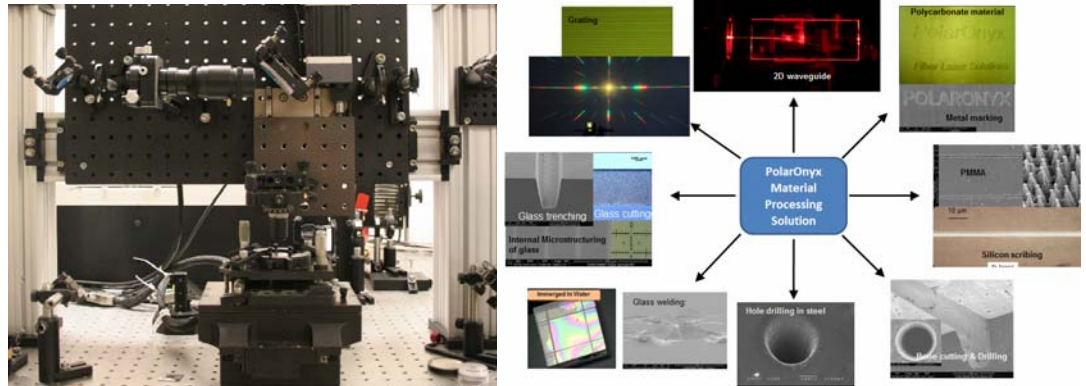 Grating
2D waveguide
Polycarbonate material
PolarOnyx
Fiber Laser Solutions
POLARONYX
Metal marking
PolarOnyx
Material
Processing
Solution
Glass trenching
Glass cutting
Internal Microstructuring
of glass
PMMA
10 µm
Silicon scribing
Immerged In Water
Glass welding:
Hole drilling in steel
Bone cutting & Drilling